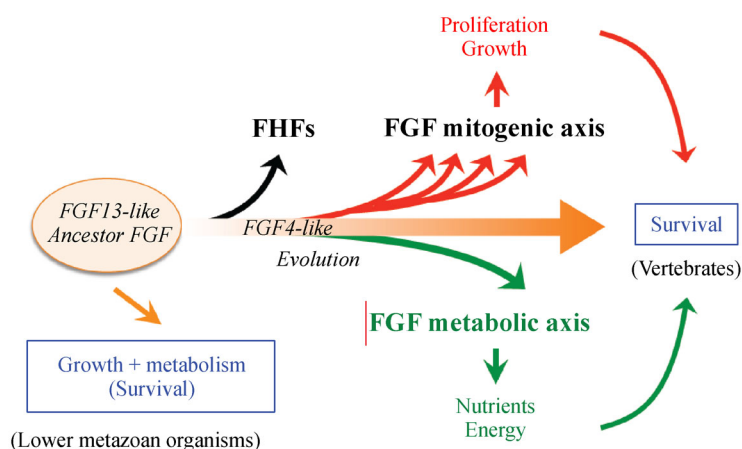 Proliferation
Growth
FHFs
FGF mitogenic axis
FGF13-like
Ancestor FGF
FGF4-like
Evolution
Survival
(Vertebrates)
FGF metabolic axis
Growth + metabolism
(Survival)
Nutrients
Energy
(Lower metazoan organisms)